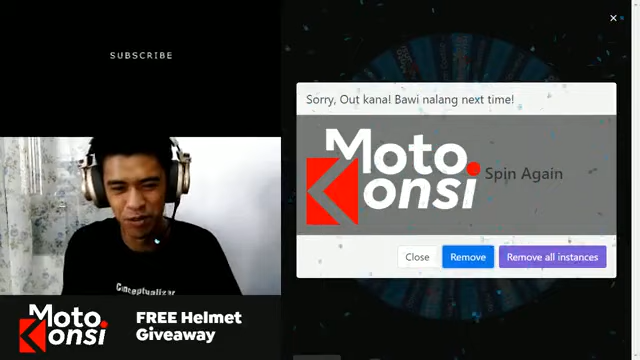 SUBSCRIBE
Sorry, Out kana! Bawi nalang next time!
Moto
Konsi
Spin Again
Close
Remove
Remove all instances
Conceptualizer
Moto
Konsi
FREE Helmet
Giveaway